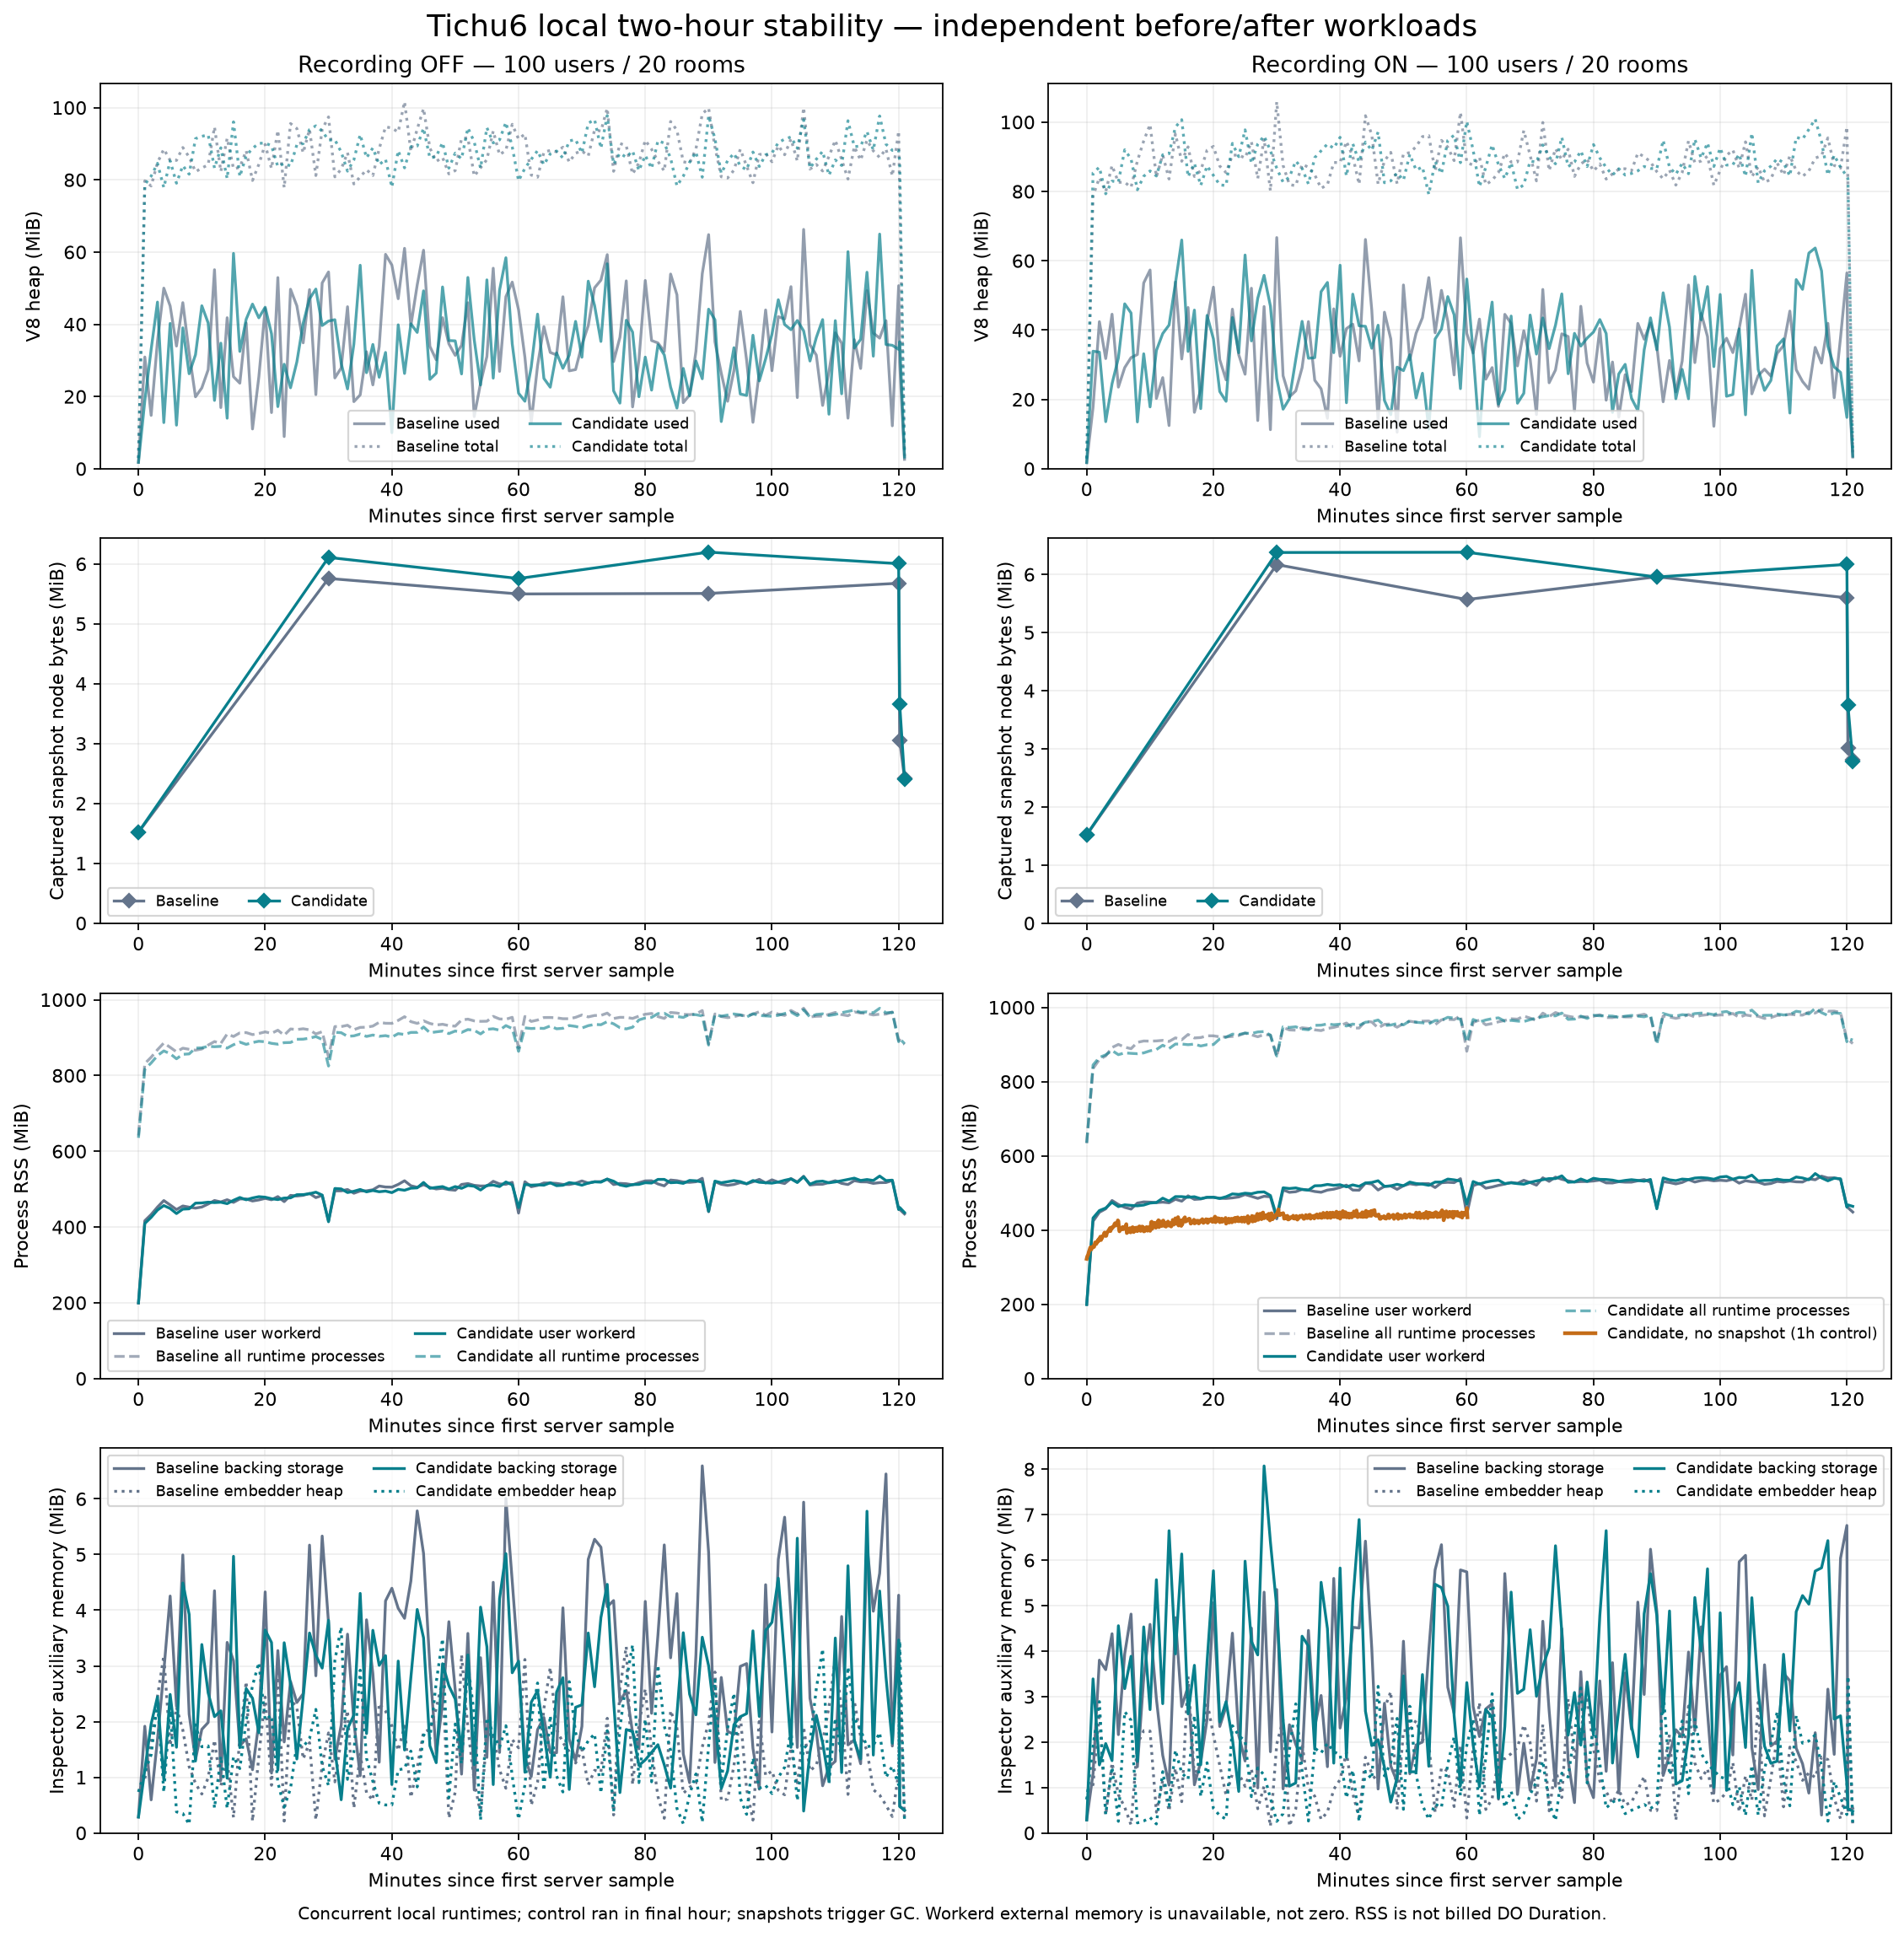 Tichu6 local two-hour stability — independent before/after workloads
Recording OFF — 100 users / 20 rooms
V8 heap (MiB)
100
80
60
40
20
0
Baseline used
Candidate used
Baseline total
Candidate total
0 20 40 60 80 100 120
Minutes since first server sample
Recording ON — 100 users / 20 rooms
V8 heap (MiB)
100
80
60
40
20
0
Baseline used
Candidate used
Baseline total
Candidate total
0 20 40 60 80 100 120
Minutes since first server sample
Captured snapshot node bytes (MiB)
6
5
4
3
2
1
0
Baseline
Candidate
0 20 40 60 80 100 120
Minutes since first server sample
Captured snapshot node bytes (MiB)
6
5
4
3
2
1
0
Baseline
Candidate
0 20 40 60 80 100 120
Minutes since first server sample
Process RSS (MiB)
1000
800
600
400
200
0
Baseline user workerd
Candidate user workerd
Baseline all runtime processes
Candidate all runtime processes
0 20 40 60 80 100 120
Minutes since first server sample
Process RSS (MiB)
1000
800
600
400
200
0
Baseline user workerd
Candidate all runtime processes
Baseline all runtime processes
Candidate, no snapshot (1h control)
Candidate user workerd
0 20 40 60 80 100 120
Minutes since first server sample
Inspector auxiliary memory (MiB)
Baseline backing storage
Candidate backing storage
Baseline embedder heap
Candidate embedder heap
6
5
4
3
2
1
0
0 20 40 60 80 100 120
Minutes since first server sample
Inspector auxiliary memory (MiB)
Baseline backing storage
Candidate backing storage
Baseline embedder heap
Candidate embedder heap
8
7
6
5
4
3
2
1
0
0 20 40 60 80 100 120
Minutes since first server sample
Concurrent local runtimes; control ran in final hour; snapshots trigger GC. Workerd external memory is unavailable, not zero. RSS is not billed DO Duration.